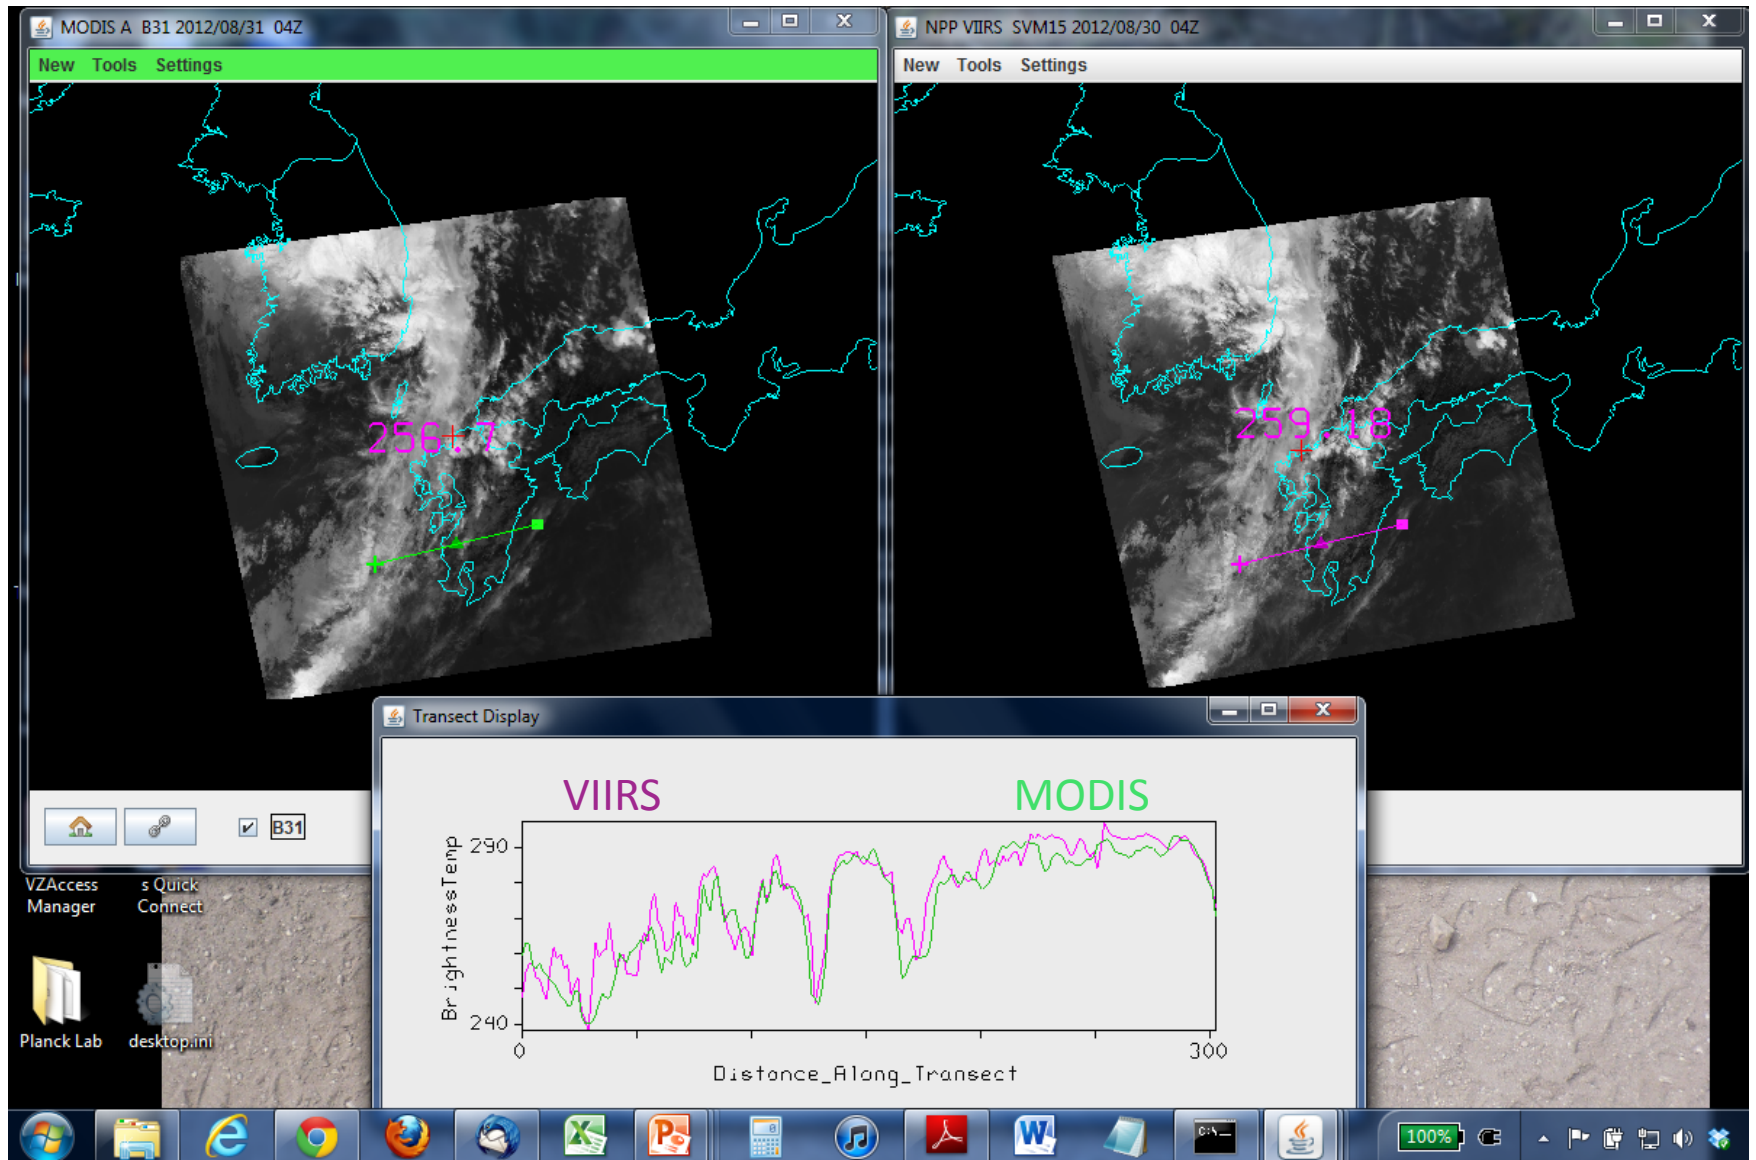 MODIS A B31 2012/08/31 04Z
New Tools Settings
256.7
B31
NPP VIIRS SVM15 2012/08/30 04Z
New Tools Settings
259.18
Transect Display
VIIRS
MODIS
BrightnessTemp
290
240
0
300
Distance_Along_Transect
VZAccess
Manager
s Quick
Connect
Planck Lab
desktop.ini
C:\
100%